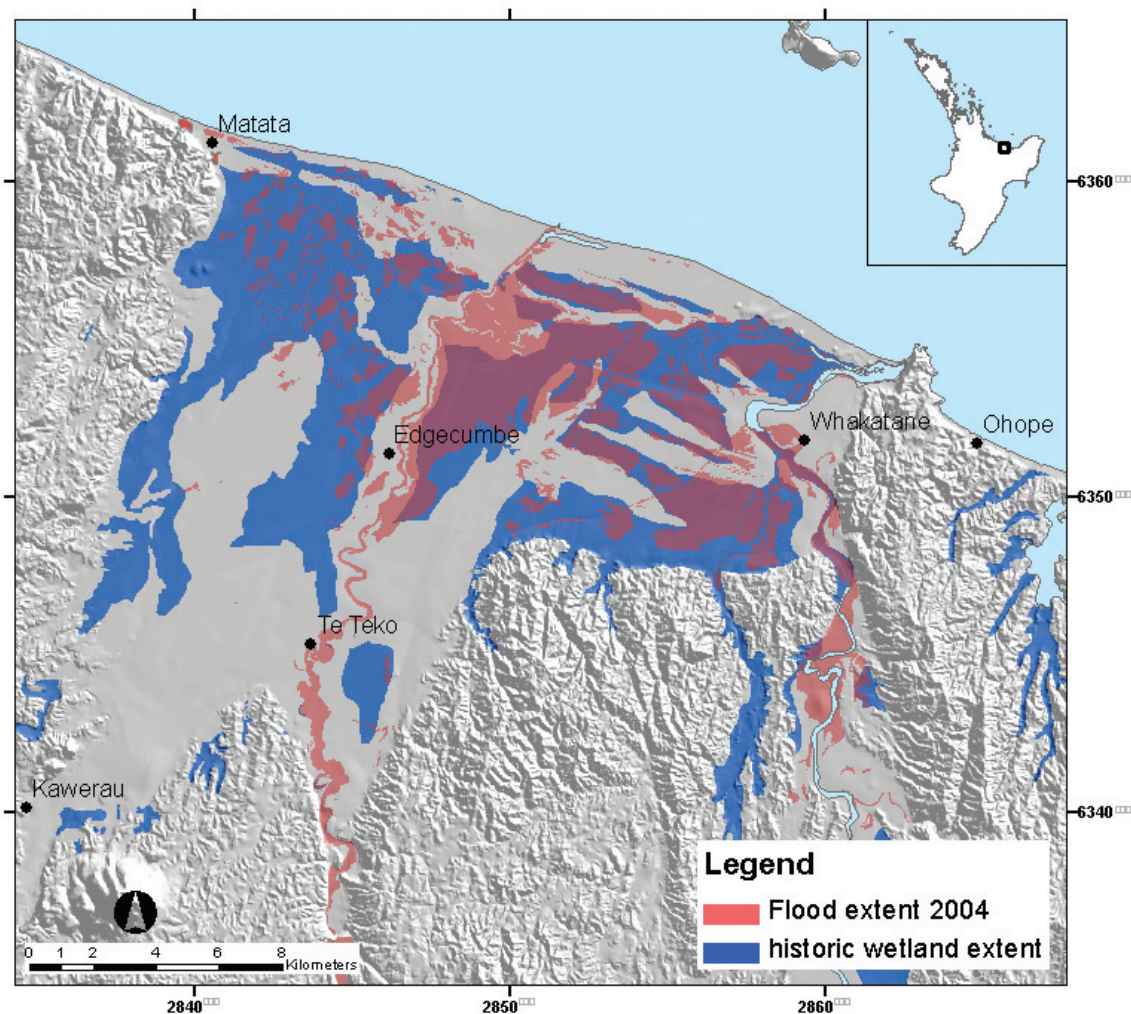 Matata
6360
Edgecumbe
Whakatane
Ohope
6350
Te Teko
Kawerau
6340
Legend
Flood extent 2004
historic wetland extent
0 1 2 4 6 8
Kilometers
2840
2850
2860